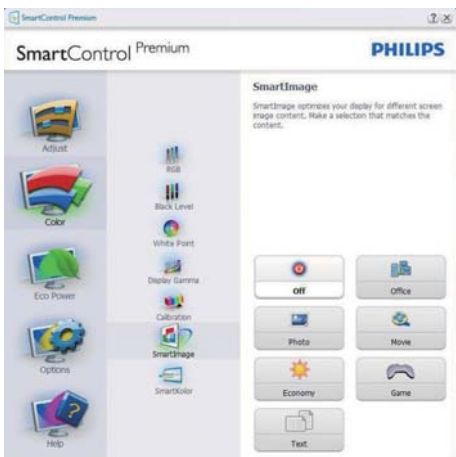 SmartControl Premium
SmartControl Premium
PHILIPS
Adjust
Color
Eco Power
Options
Help
RGB
Black Level
White Point
Display Gamma
Calibration
SmartImage
SmartKolor
SmartImage
SmartImage optimizes your display for different screen
image content. Make a selection that matches the
content.
Off
Office
Photo
Movie
Economy
Game
Text